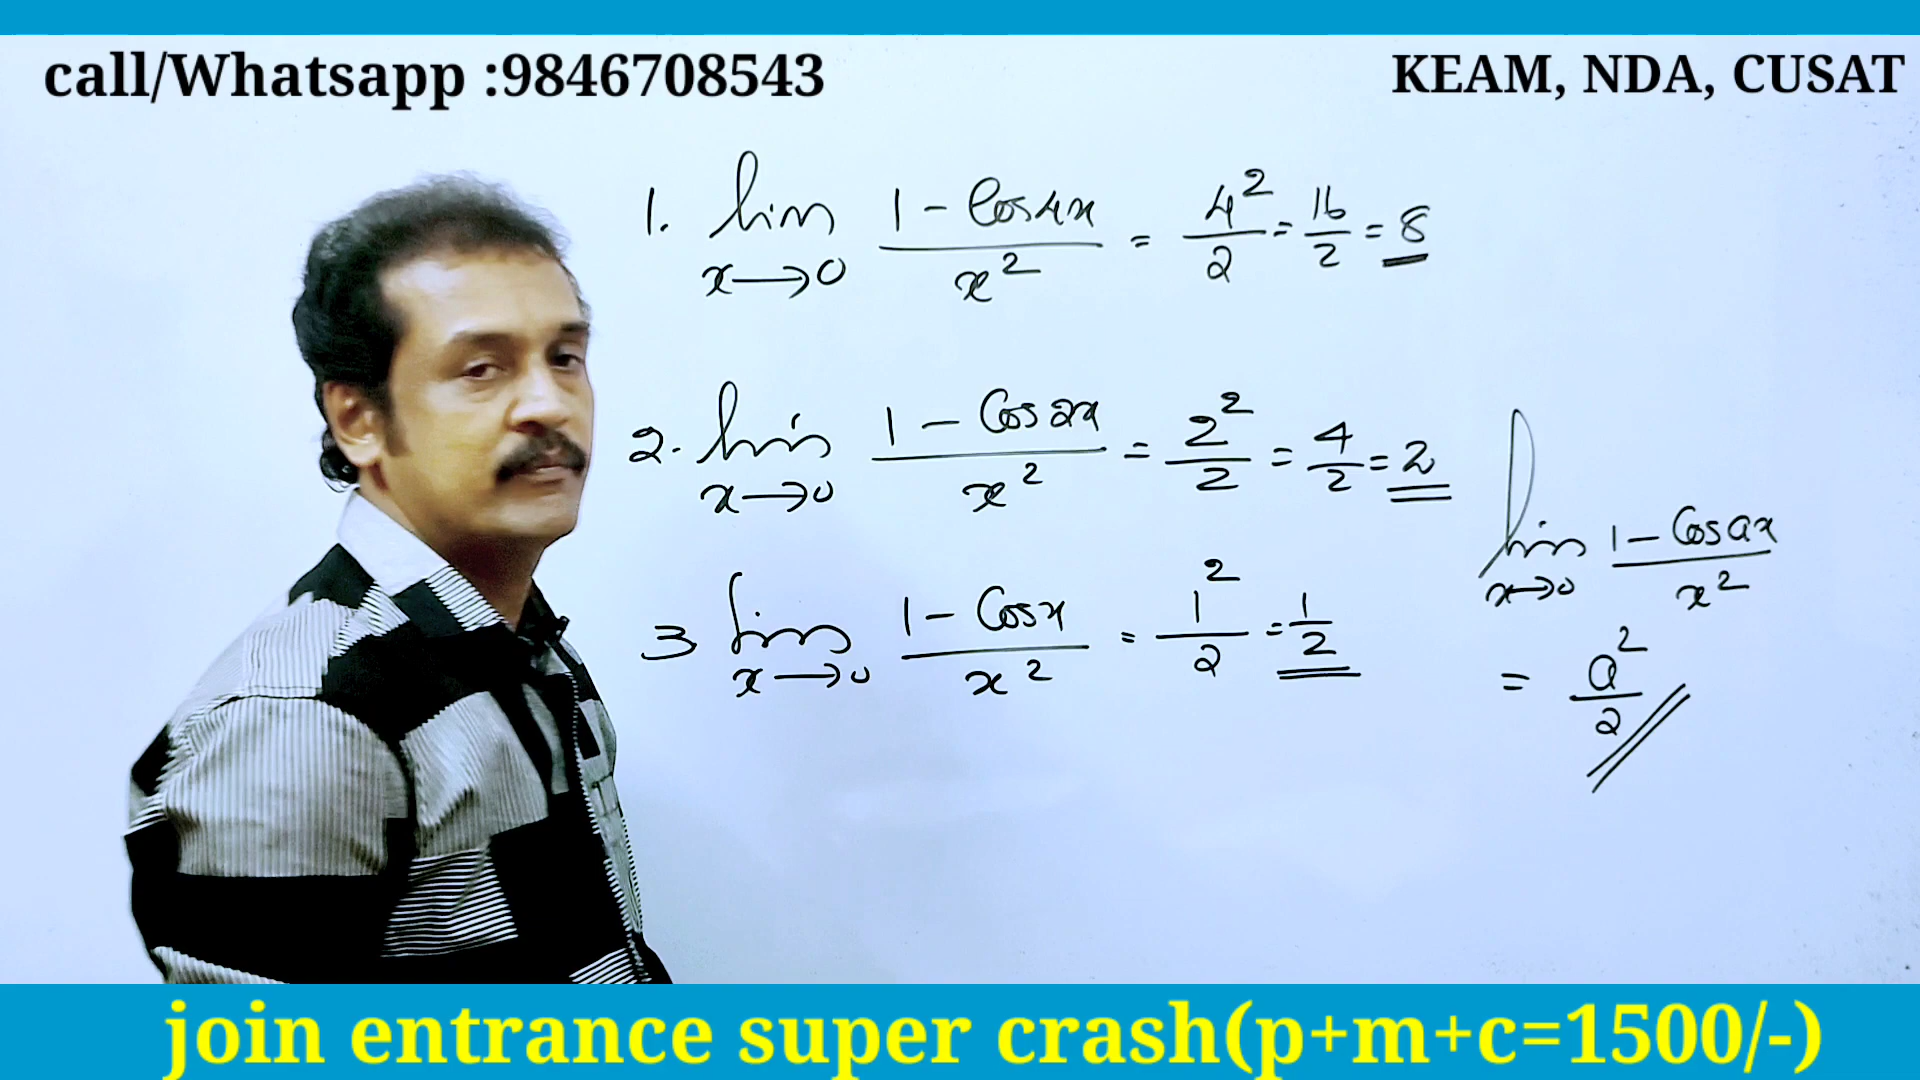 call/Whatsapp :9846708543
KEAM, NDA, CUSAT
1. lim x→0 (1 - Cos4x)/x² = 4²/2 = 16/2 = 8
2. lim x→0 (1 - Cos2x)/x² = 2²/2 = 4/2 = 2
3 lim x→0 (1 - Cosx)/x² = 1²/2 = 1/2
lim x→0 (1 - Cosax)/x²
= a²/2
join entrance super crash(p+m+c=1500/-)